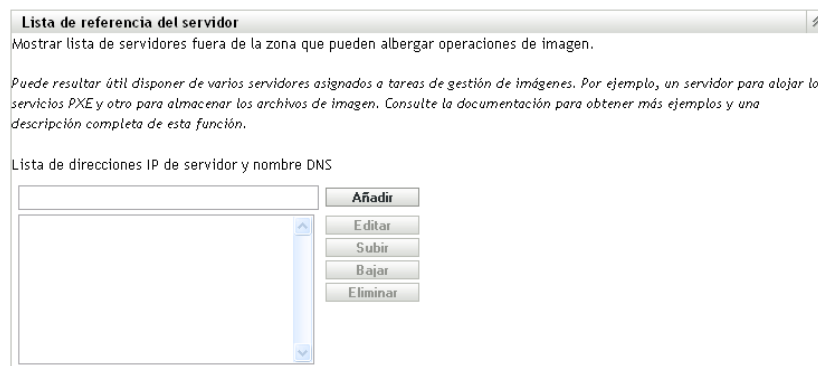 Lista de referencia del servidor
Mostrar lista de servidores fuera de la zona que pueden albergar operaciones de imagen.
Puede resultar útil disponer de varios servidores asignados a tareas de gestión de imágenes. Por ejemplo, un servidor para alojar lo
servicios PXE y otro para almacenar los archivos de imagen. Consulte la documentación para obtener más ejemplos y una
descripción completa de esta función.
Lista de direcciones IP de servidor y nombre DNS
Añadir
Editar
Subir
Bajar
Eliminar